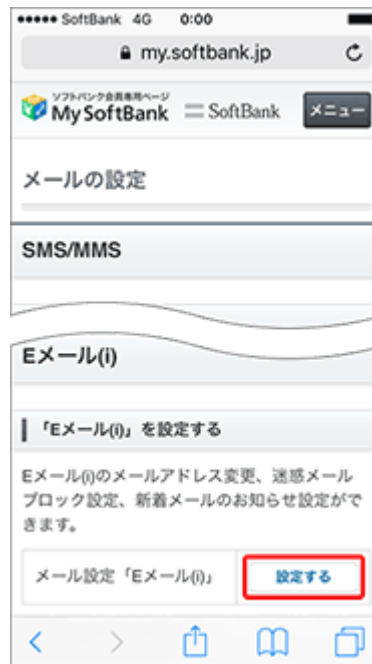 ●●●●● SoftBank 4G 0:00
my.softbank.jp
ソフトバンク会員専用ページ
My SoftBank SoftBank メニュー
メールの設定
SMS/MMS
Eメール(i)
「Eメール(i)」を設定する
Eメール(i)のメールアドレス変更、迷惑メール
ブロック設定、新着メールのお知らせ設定がで
きます。
メール設定「Eメール(i)」 設定する